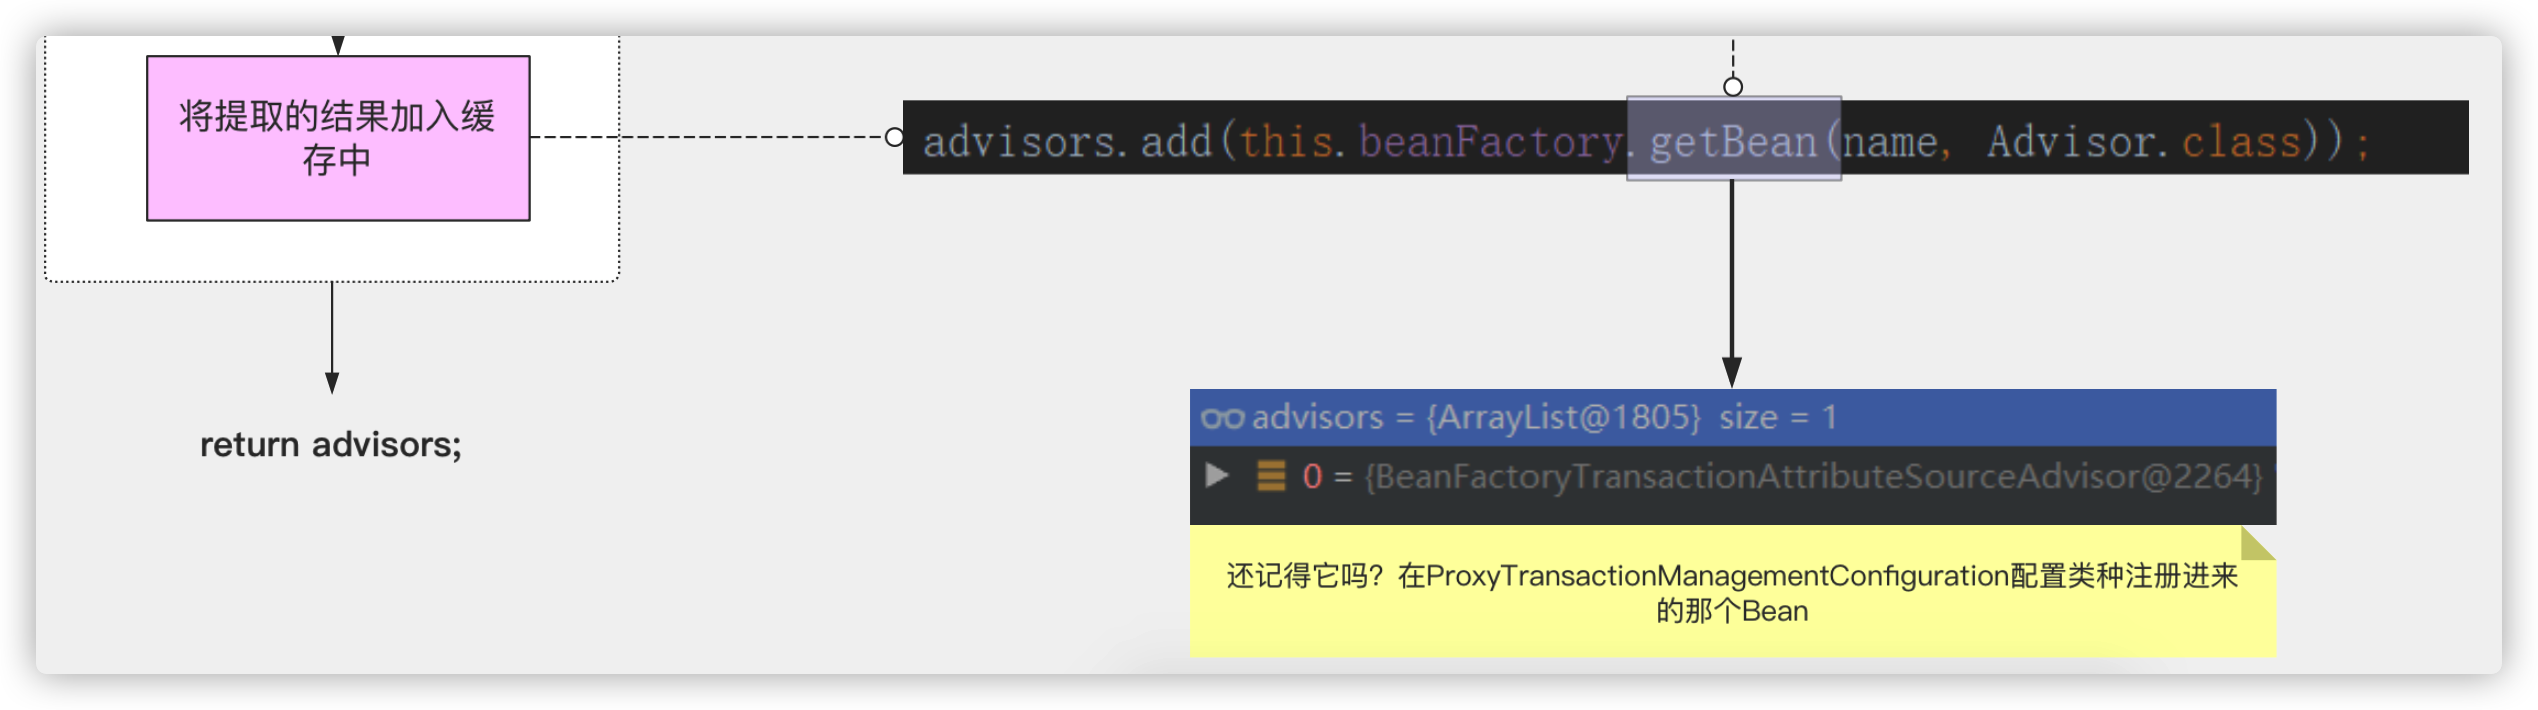 将提取的结果加入缓
存中
advisors.add(this.beanFactory.getBean(name, Advisor.class));
return advisors;
advisors = {ArrayList@1805} size = 1
0 = {BeanFactoryTransactionAttributeSourceAdvisor@2264}
还记得它吗？在ProxyTransactionManagementConfiguration配置类种注册进来
的那个Bean